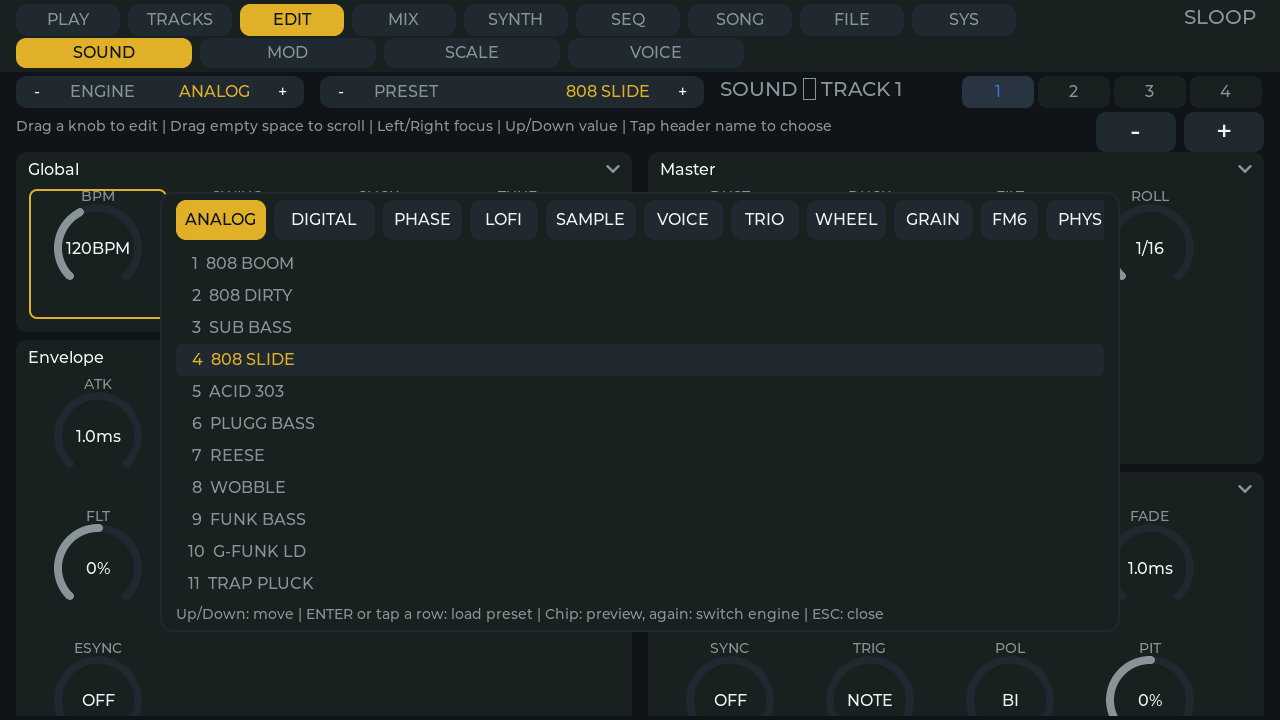 PLAY TRACKS EDIT MIX SYNTH SEQ SONG FILE SYS SLOOP
SOUND MOD SCALE VOICE
- ENGINE ANALOG + - PRESET 808 SLIDE + SOUND TRACK 1 1 2 3 4
Drag a knob to edit | Drag empty space to scroll | Left/Right focus | Up/Down value | Tap header name to choose
- +
Global Master
BPM ROLL
120BPM 1/16
ANALOG DIGITAL PHASE LOFI SAMPLE VOICE TRIO WHEEL GRAIN FM6 PHYS
1 808 BOOM
2 808 DIRTY
3 SUB BASS
4 808 SLIDE
5 ACID 303
6 PLUGG BASS
7 REESE
8 WOBBLE
9 FUNK BASS
10 G-FUNK LD
11 TRAP PLUCK
Up/Down: move | ENTER or tap a row: load preset | Chip: preview, again: switch engine | ESC: close
Envelope
ATK
1.0ms
FLT FADE
0% 1.0ms
ESYNC SYNC TRIG POL PIT
OFF OFF NOTE BI 0%